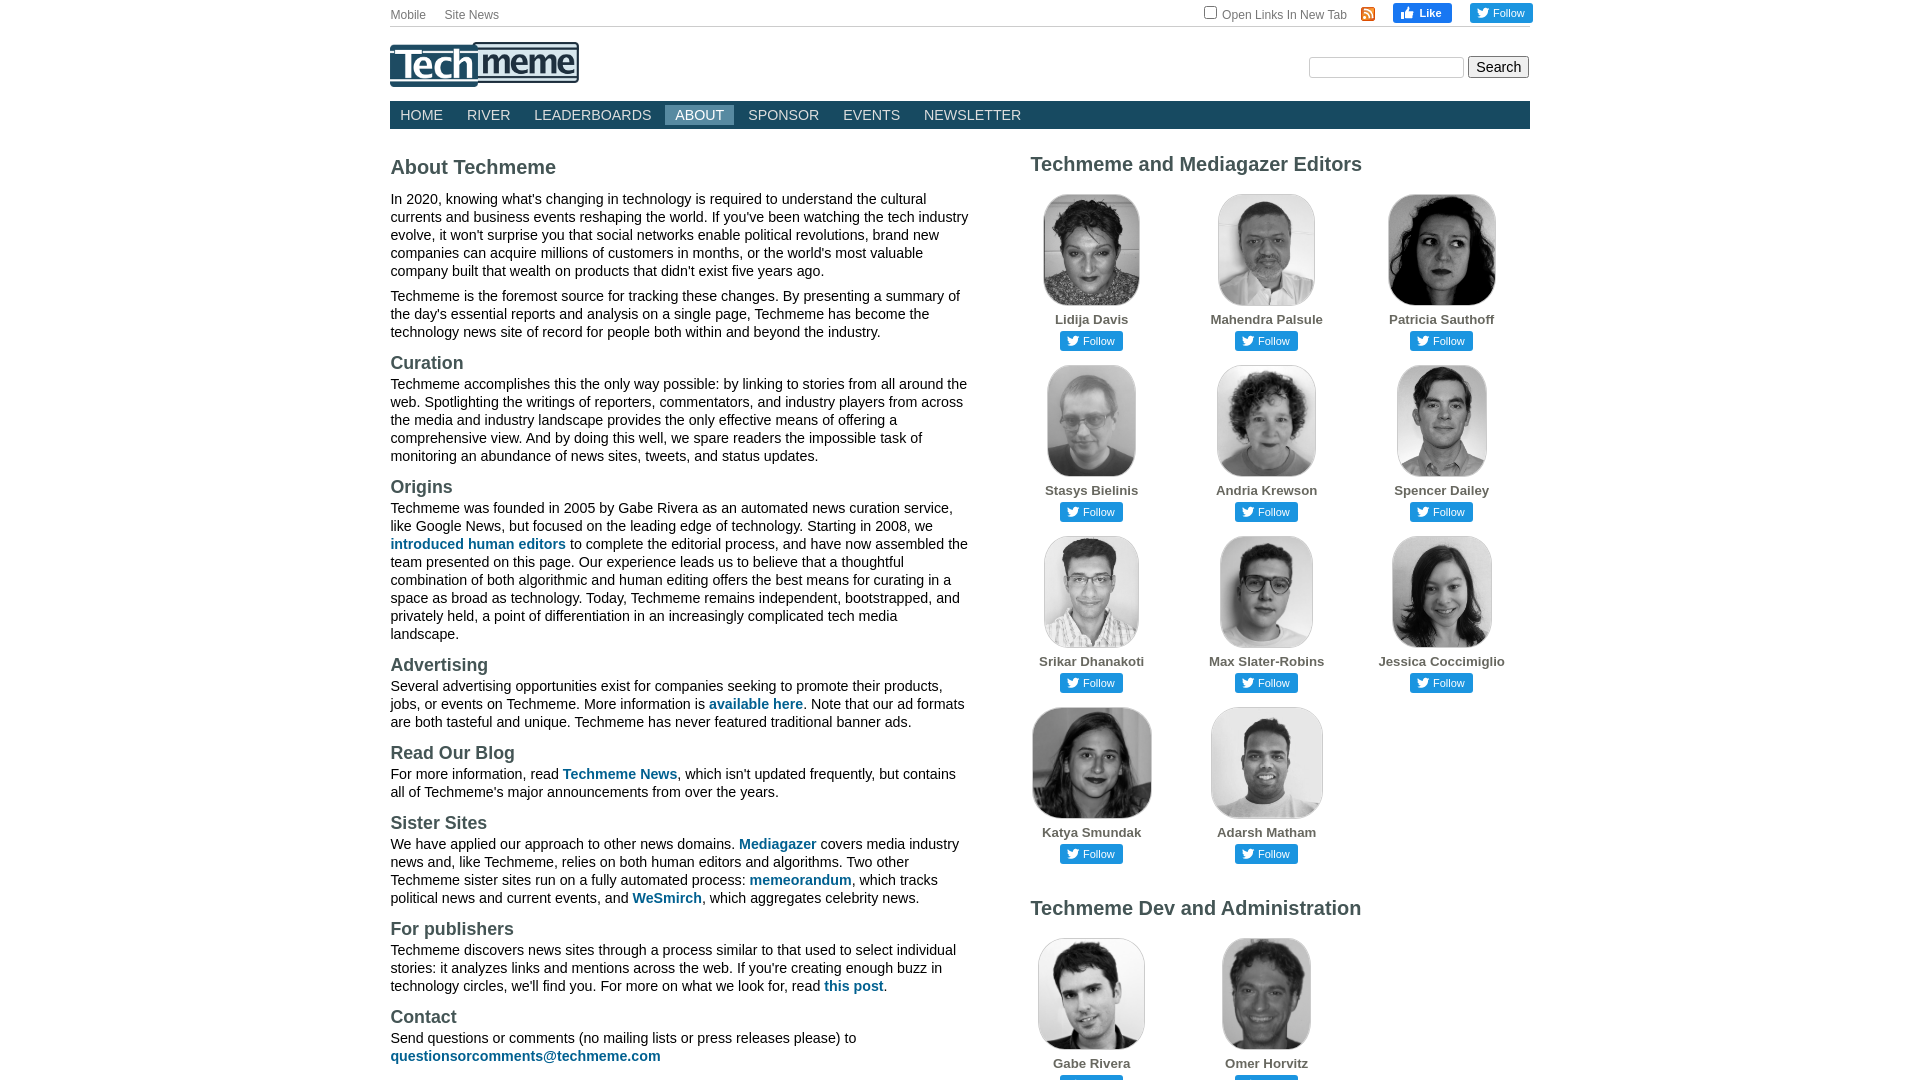 Mobile
Site News
Open Links In New Tab
Like
Follow
Techmeme
Search
HOME
RIVER
LEADERBOARDS
ABOUT
SPONSOR
EVENTS
NEWSLETTER
About Techmeme
In 2020, knowing what's changing in technology is required to understand the cultural
currents and business events reshaping the world. If you've been watching the tech industry
evolve, it won't surprise you that social networks enable political revolutions, brand new
companies can acquire millions of customers in months, or the world's most valuable
company built that wealth on products that didn't exist five years ago.
Techmeme is the foremost source for tracking these changes. By presenting a summary of
the day's essential reports and analysis on a single page, Techmeme has become the
technology news site of record for people both within and beyond the industry.
Curation
Techmeme accomplishes this the only way possible: by linking to stories from all around the
web. Spotlighting the writings of reporters, commentators, and industry players from across
the media and industry landscape provides the only effective means of offering a
comprehensive view. And by doing this well, we spare readers the impossible task of
monitoring an abundance of news sites, tweets, and status updates.
Origins
Techmeme was founded in 2005 by Gabe Rivera as an automated news curation service,
like Google News, but focused on the leading edge of technology. Starting in 2008, we
introduced human editors to complete the editorial process, and have now assembled the
team presented on this page. Our experience leads us to believe that a thoughtful
combination of both algorithmic and human editing offers the best means for curating in a
space as broad as technology. Today, Techmeme remains independent, bootstrapped, and
privately held, a point of differentiation in an increasingly complicated tech media
landscape.
Advertising
Several advertising opportunities exist for companies seeking to promote their products,
jobs, or events on Techmeme. More information is available here. Note that our ad formats
are both tasteful and unique. Techmeme has never featured traditional banner ads.
Read Our Blog
For more information, read Techmeme News, which isn't updated frequently, but contains
all of Techmeme's major announcements from over the years.
Sister Sites
We have applied our approach to other news domains. Mediagazer covers media industry
news and, like Techmeme, relies on both human editors and algorithms. Two other
Techmeme sister sites run on a fully automated process: memeorandum, which tracks
political news and current events, and WeSmirch, which aggregates celebrity news.
For publishers
Techmeme discovers news sites through a process similar to that used to select individual
stories: it analyzes links and mentions across the web. If you're creating enough buzz in
technology circles, we'll find you. For more on what we look for, read this post.
Contact
Send questions or comments (no mailing lists or press releases please) to
questionsorcomments@techmeme.com
Techmeme and Mediagazer Editors
Lidija Davis
Follow
Mahendra Palsule
Follow
Patricia Sauthoff
Follow
Stasys Bielinis
Follow
Andria Krewson
Follow
Spencer Dailey
Follow
Srikar Dhanakoti
Follow
Max Slater-Robins
Follow
Jessica Coccimiglio
Follow
Katya Smundak
Follow
Adarsh Matham
Follow
Techmeme Dev and Administration
Gabe Rivera
Omer Horvitz